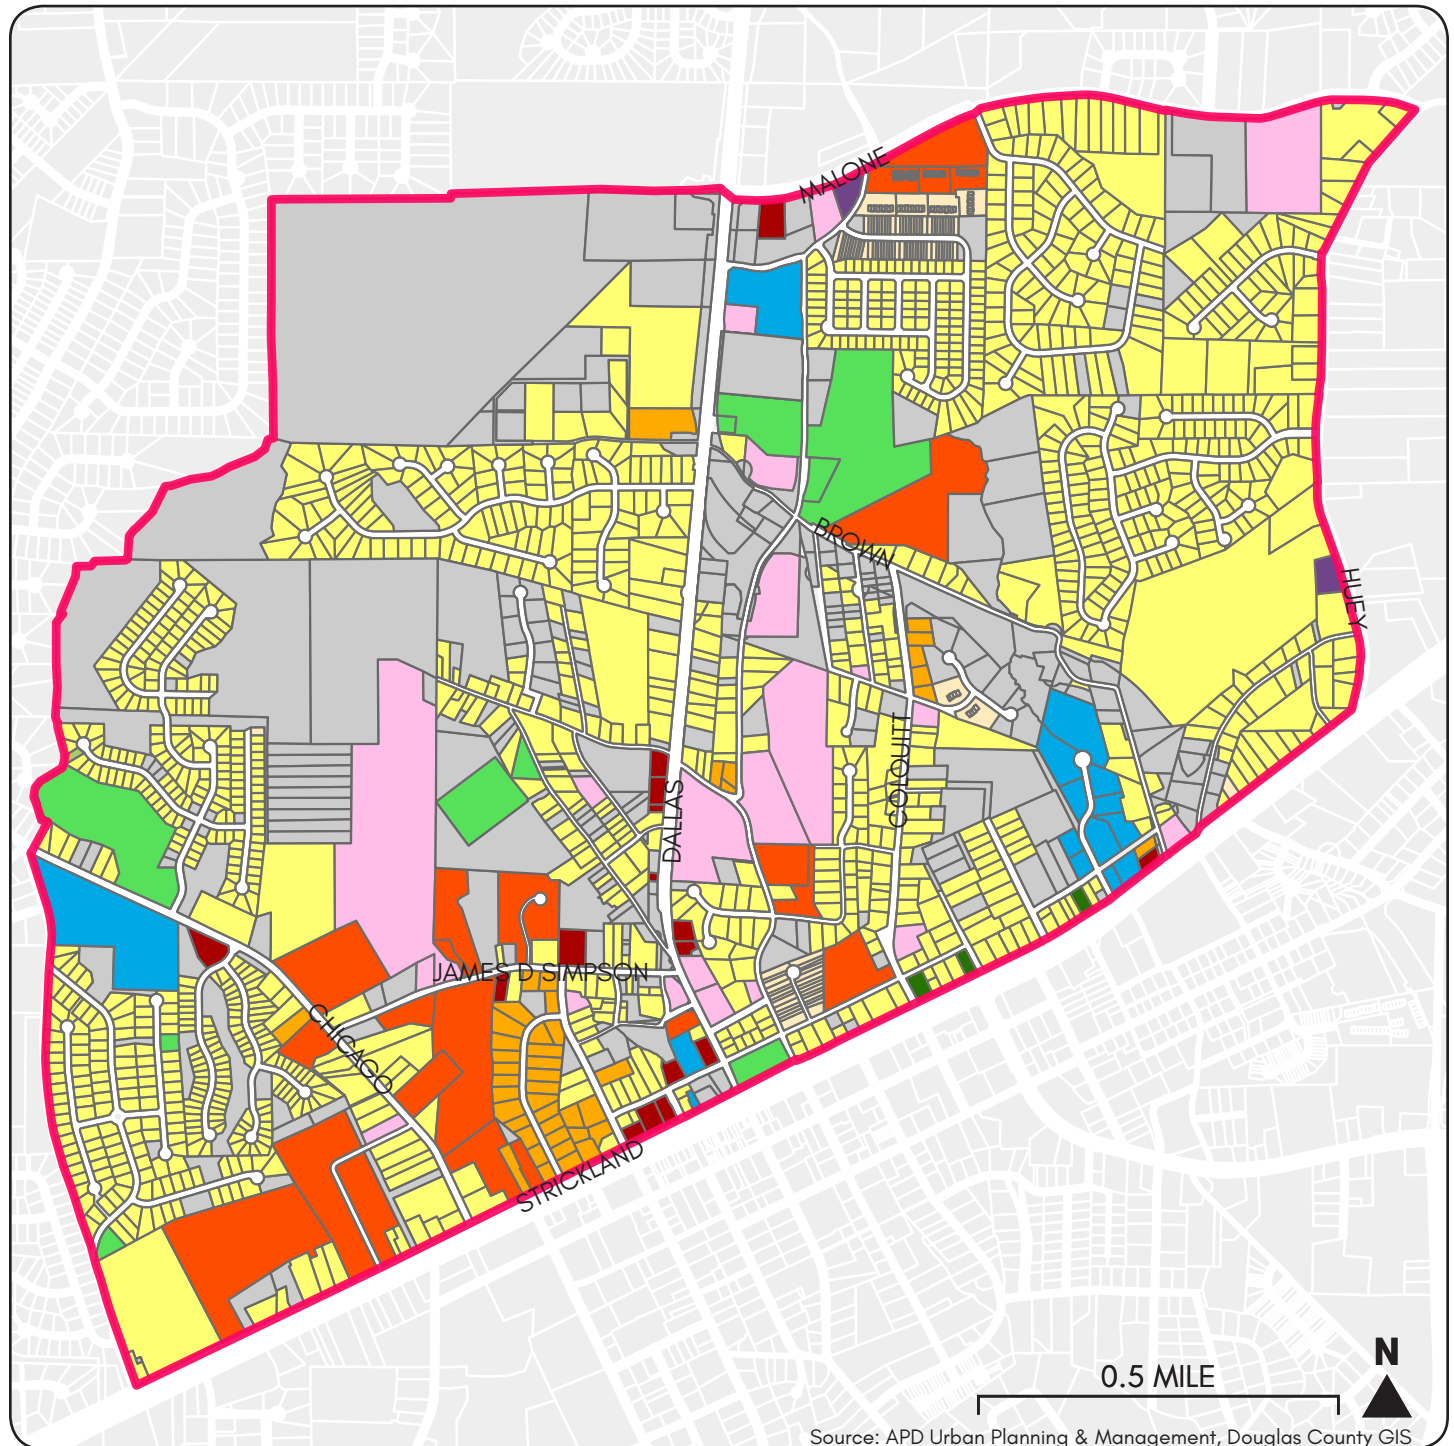 MALONE
BROWN
HUEY
COLQUITT
DALLAS
JAMES D SIMPSON
CHICAGO
STRICKLAND
N
0.5 MILE
Source: APD Urban Planning & Management, Douglas County GIS